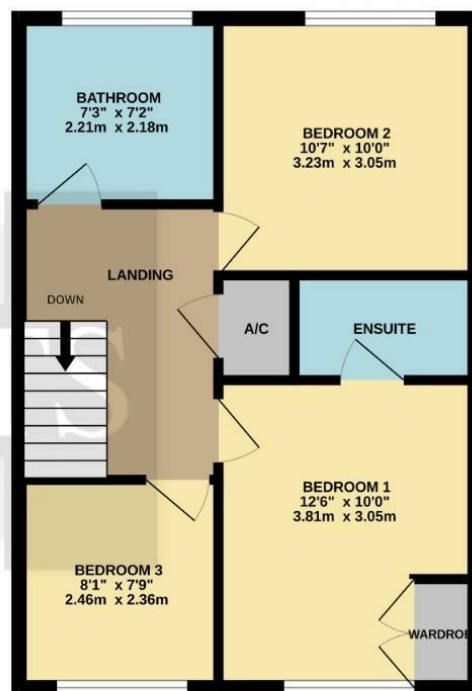 BATHROOM
7'3" x 7'2"
2.21m x 2.18m
BEDROOM 2
10'7" x 10'0"
3.23m x 3.05m
LANDING
DOWN
A/C
ENSUITE
BEDROOM 1
12'6" x 10'0"
3.81m x 3.05m
BEDROOM 3
8'1" x 7'9"
2.46m x 2.36m
WARDROBE